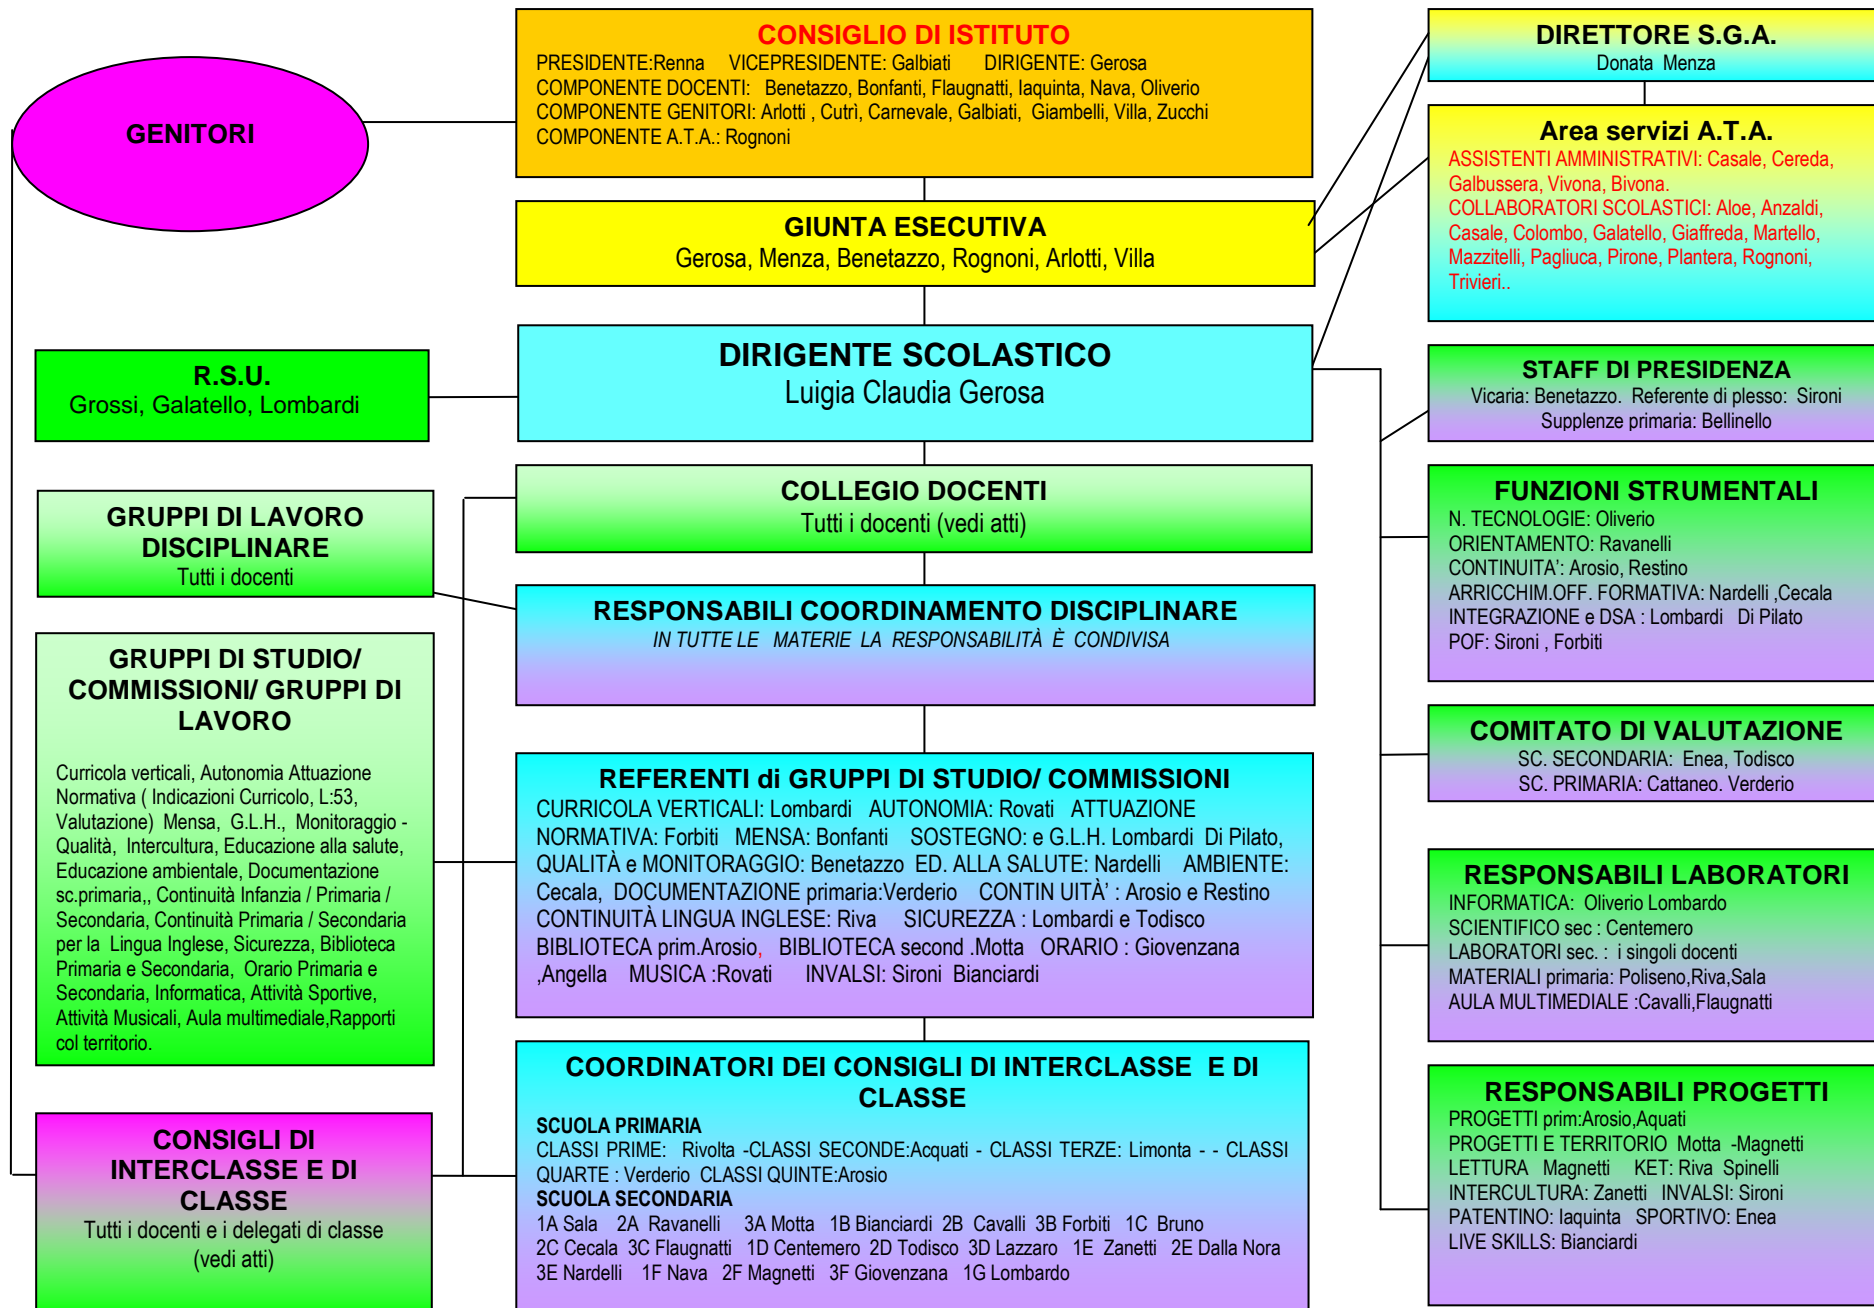 GENITORI
CONSIGLIO DI ISTITUTO
PRESIDENTE:Renna VICEPRESIDENTE: Galbiati DIRIGENTE: Gerosa
COMPONENTE DOCENTI: Benetazzo, Bonfanti, Flaugnatti, Iaquinta, Nava, Oliverio
COMPONENTE GENITORI: Arlotti , Cutrì, Carnevale, Galbiati, Giambelli, Villa, Zucchi
COMPONENTE A.T.A.: Rognoni
DIRETTORE S.G.A.
Donata Menza
Area servizi A.T.A.
ASSISTENTI AMMINISTRATIVI: Casale, Cereda,
Galbussera, Vivona, Bivona.
COLLABORATORI SCOLASTICI: Aloe, Anzaldi,
Casale, Colombo, Galatello, Giaffreda, Martello,
Mazzitelli, Pagliuca, Pirone, Plantera, Rognoni,
Trivieri..
GIUNTA ESECUTIVA
Gerosa, Menza, Benetazzo, Rognoni, Arlotti, Villa
DIRIGENTE SCOLASTICO
Luigia Claudia Gerosa
R.S.U.
Grossi, Galatello, Lombardi
STAFF DI PRESIDENZA
Vicaria: Benetazzo. Referente di plesso: Sironi
Supplenze primaria: Bellinello
COLLEGIO DOCENTI
Tutti i docenti (vedi atti)
GRUPPI DI LAVORO
DISCIPLINARE
Tutti i docenti
FUNZIONI STRUMENTALI
N. TECNOLOGIE: Oliverio
ORIENTAMENTO: Ravanelli
CONTINUITA': Arosio, Restino
ARRICCHIM.OFF. FORMATIVA: Nardelli ,Cecala
INTEGRAZIONE e DSA : Lombardi Di Pilato
POF: Sironi , Forbiti
RESPONSABILI COORDINAMENTO DISCIPLINARE
IN TUTTE LE MATERIE LA RESPONSABILITÀ È CONDIVISA
GRUPPI DI STUDIO/
COMMISSIONI/ GRUPPI DI
LAVORO
Curricola verticali, Autonomia Attuazione
Normativa ( Indicazioni Curricolo, L:53,
Valutazione) Mensa, G.L.H., Monitoraggio -
Qualità, Intercultura, Educazione alla salute,
Educazione ambientale, Documentazione
sc.primaria,, Continuità Infanzia / Primaria /
Secondaria, Continuità Primaria / Secondaria
per la Lingua Inglese, Sicurezza, Biblioteca
Primaria e Secondaria, Orario Primaria e
Secondaria, Informatica, Attività Sportive,
Attività Musicali, Aula multimediale,Rapporti
col territorio.
COMITATO DI VALUTAZIONE
SC. SECONDARIA: Enea, Todisco
SC. PRIMARIA: Cattaneo. Verderio
REFERENTI di GRUPPI DI STUDIO/ COMMISSIONI
CURRICOLA VERTICALI: Lombardi AUTONOMIA: Rovati ATTUAZIONE
NORMATIVA: Forbiti MENSA: Bonfanti SOSTEGNO: e G.L.H. Lombardi Di Pilato,
QUALITÀ e MONITORAGGIO: Benetazzo ED. ALLA SALUTE: Nardelli AMBIENTE:
Cecala, DOCUMENTAZIONE primaria:Verderio CONTIN UITÀ' : Arosio e Restino
CONTINUITÀ LINGUA INGLESE: Riva SICUREZZA : Lombardi e Todisco
BIBLIOTECA prim.Arosio, BIBLIOTECA second .Motta ORARIO : Giovenzana
,Angella MUSICA :Rovati INVALSI: Sironi Bianciardi
RESPONSABILI LABORATORI
INFORMATICA: Oliverio Lombardo
SCIENTIFICO sec : Centemero
LABORATORI sec. : i singoli docenti
MATERIALI primaria: Poliseno,Riva,Sala
AULA MULTIMEDIALE :Cavalli,Flaugnatti
COORDINATORI DEI CONSIGLI DI INTERCLASSE E DI
CLASSE
SCUOLA PRIMARIA
CLASSI PRIME: Rivolta -CLASSI SECONDE:Acquati - CLASSI TERZE: Limonta - - CLASSI
QUARTE : Verderio CLASSI QUINTE:Arosio
SCUOLA SECONDARIA
1A Sala 2A Ravanelli 3A Motta 1B Bianciardi 2B Cavalli 3B Forbiti 1C Bruno
2C Cecala 3C Flaugnatti 1D Centemero 2D Todisco 3D Lazzaro 1E Zanetti 2E Dalla Nora
3E Nardelli 1F Nava 2F Magnetti 3F Giovenzana 1G Lombardo
CONSIGLI DI
INTERCLASSE E DI
CLASSE
Tutti i docenti e i delegati di classe
(vedi atti)
RESPONSABILI PROGETTI
PROGETTI prim:Arosio,Aquati
PROGETTI E TERRITORIO Motta -Magnetti
LETTURA Magnetti KET: Riva Spinelli
INTERCULTURA: Zanetti INVALSI: Sironi
PATENTINO: Iaquinta SPORTIVO: Enea
LIVE SKILLS: Bianciardi